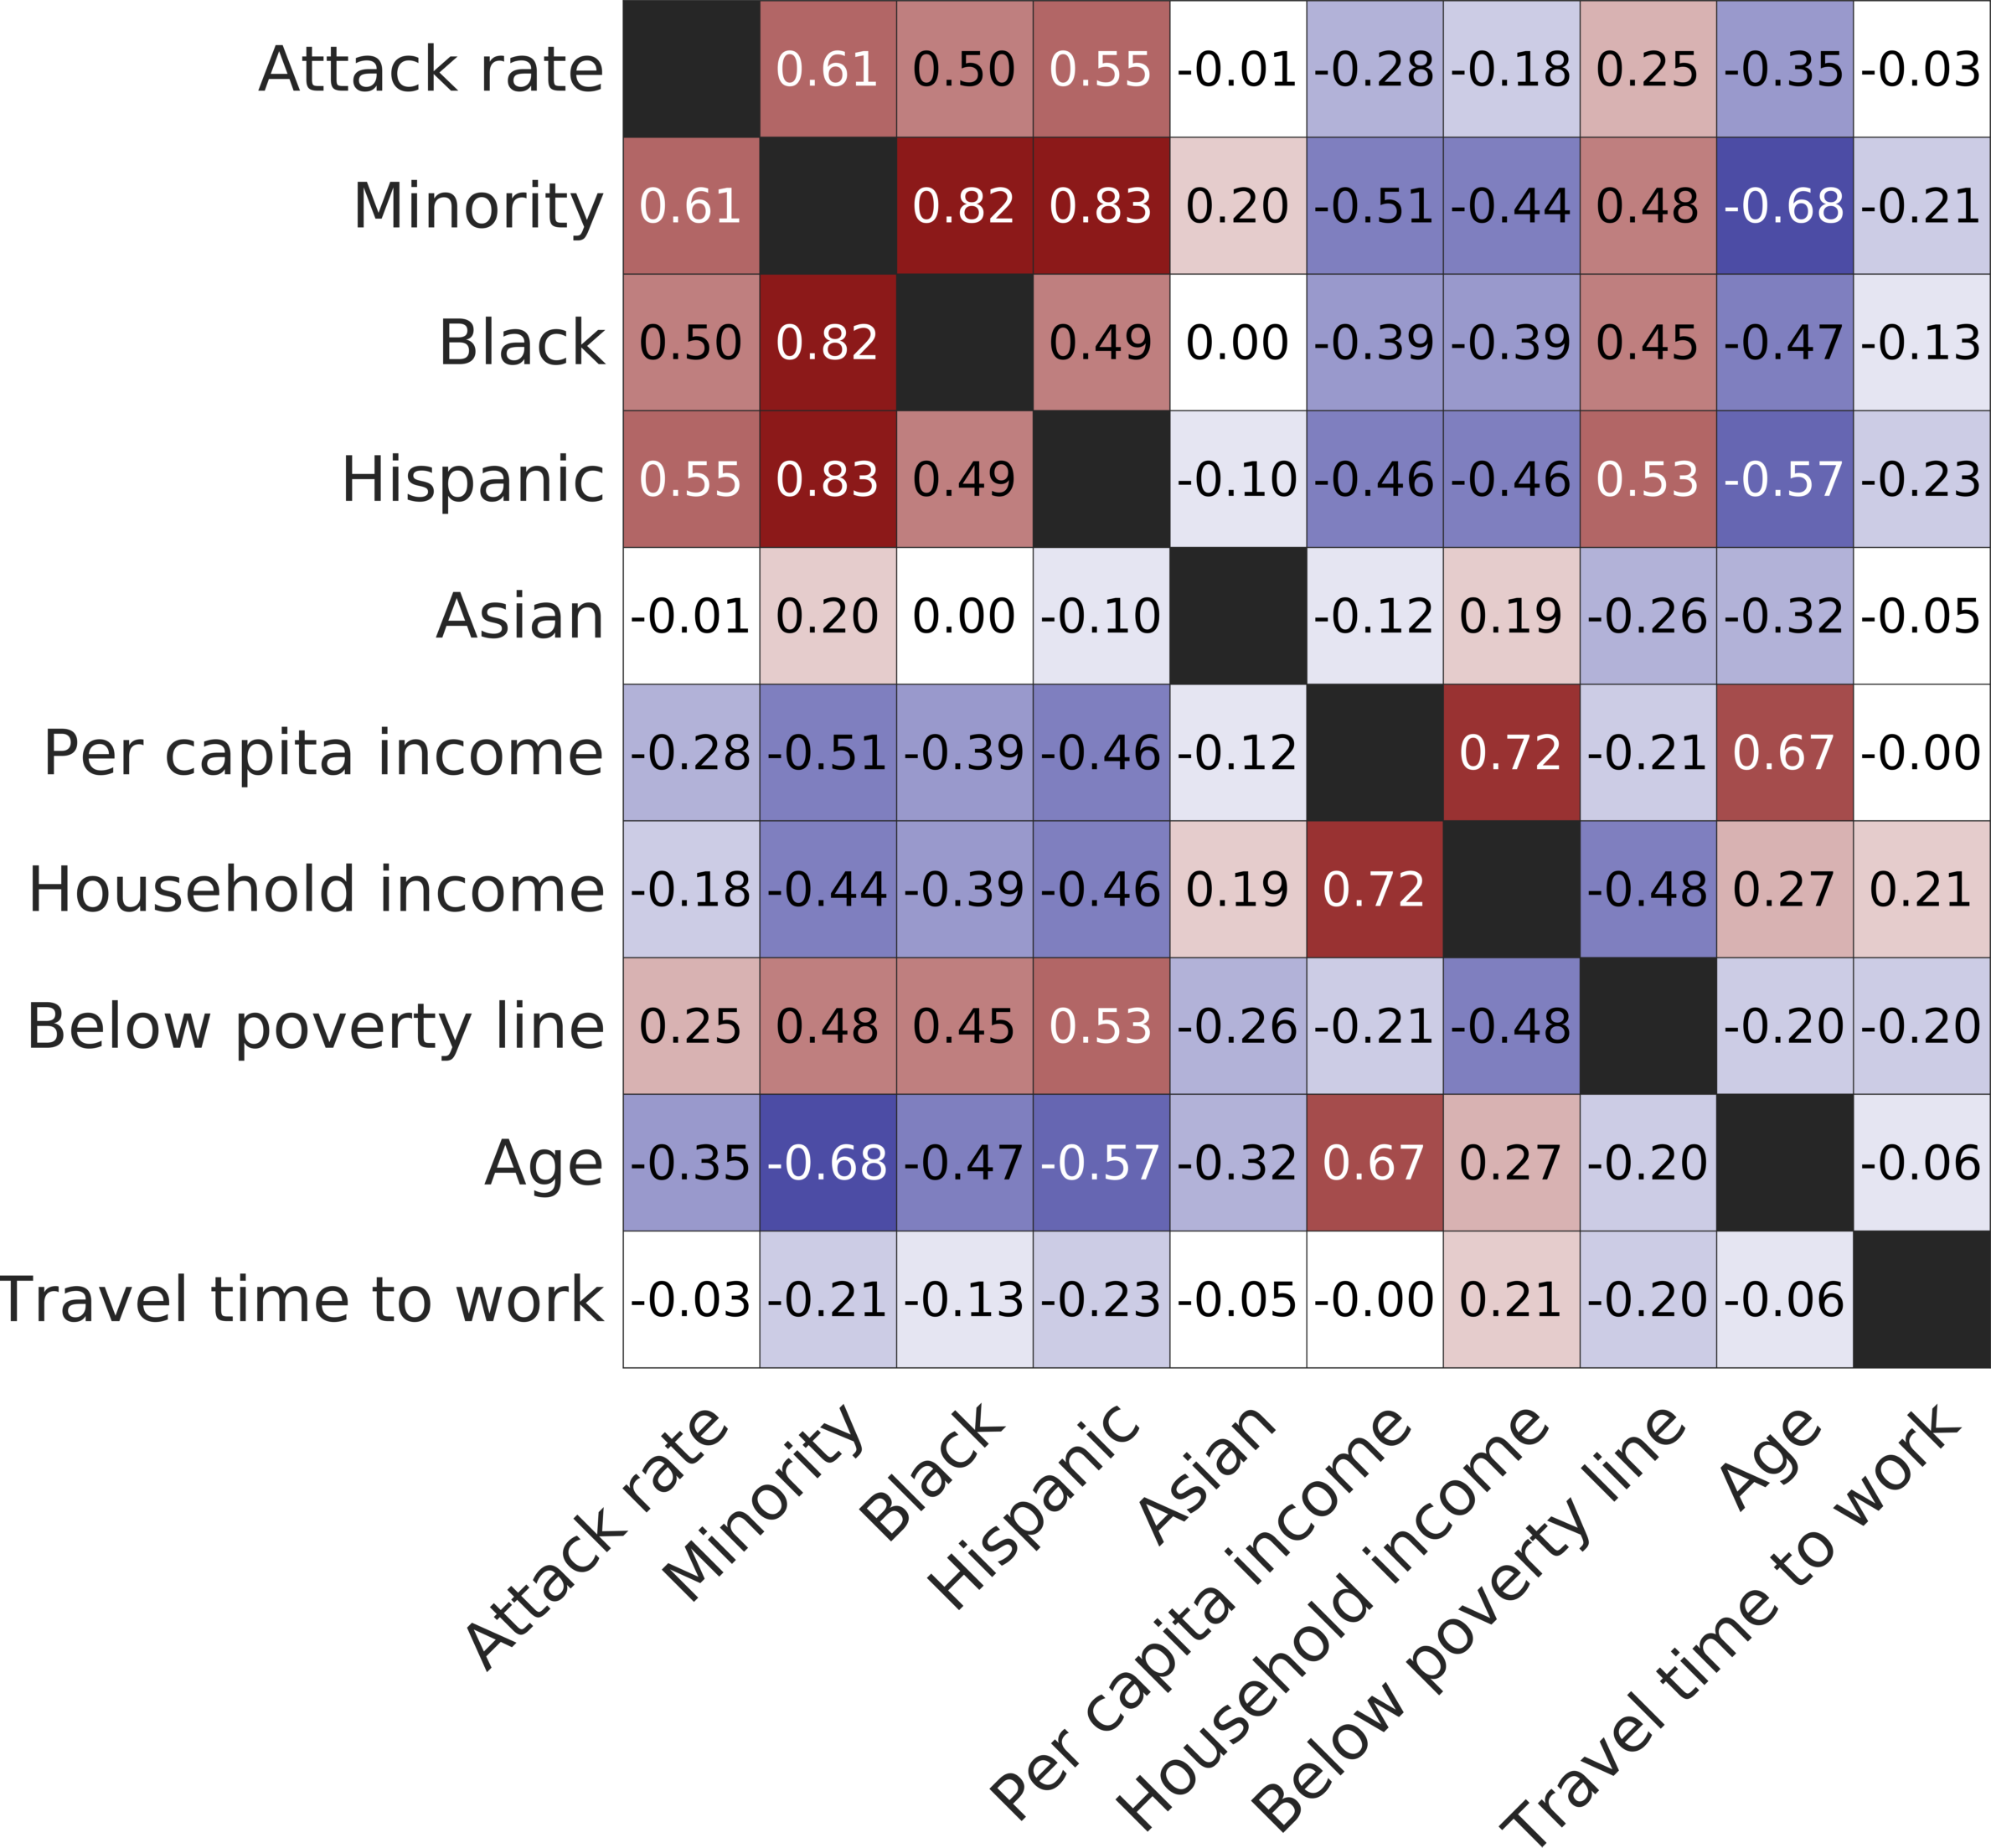 Attack rate 0.61 0.50 0.55 -0.01 -0.28 -0.18 0.25 -0.35 -0.03
Minority 0.61 0.82 0.83 0.20 -0.51 -0.44 0.48 -0.68 -0.21
Black 0.50 0.82 0.49 0.00 -0.39 -0.39 0.45 -0.47 -0.13
Hispanic 0.55 0.83 0.49 -0.10 -0.46 -0.46 0.53 -0.57 -0.23
Asian -0.01 0.20 0.00 -0.10 -0.12 0.19 -0.26 -0.32 -0.05
Per capita income -0.28 -0.51 -0.39 -0.46 -0.12 0.72 -0.21 0.67 -0.00
Household income -0.18 -0.44 -0.39 -0.46 0.19 0.72 -0.48 0.27 0.21
Below poverty line 0.25 0.48 0.45 0.53 -0.26 -0.21 -0.48 -0.20 -0.20
Age -0.35 -0.68 -0.47 -0.57 -0.32 0.67 0.27 -0.20 -0.06
Travel time to work -0.03 -0.21 -0.13 -0.23 -0.05 -0.00 0.21 -0.20 -0.06
Attack rate
Minority
Black
Hispanic
Asian
Per capita income
Household income
Below poverty line
Age
Travel time to work